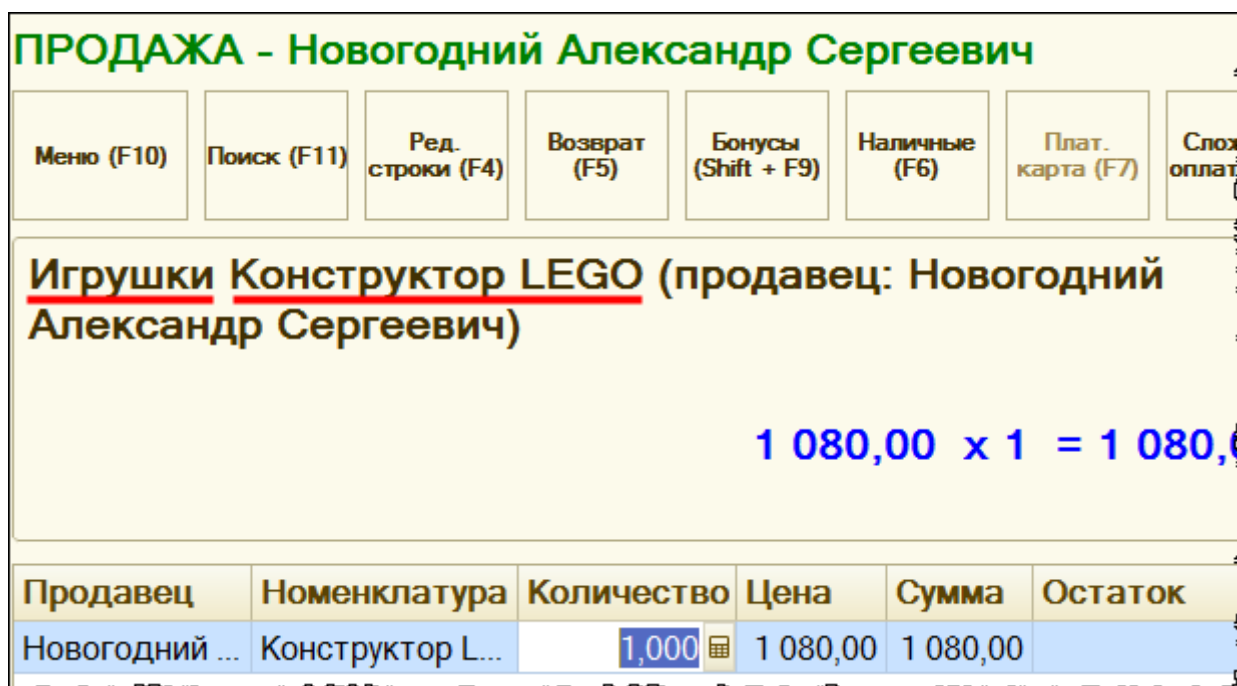 ПРОДАЖА - Новогодний Александр Сергеевич
Меню (F10)
Поиск (F11)
Ред.
строки (F4)
Возврат
(F5)
Бонусы
(Shift + F9)
Наличные
(F6)
Плат.
карта (F7)
Игрушки Конструктор LEGO (продавец: Новогодний
Александр Сергеевич)
1 080,00 x 1 = 1 080,
Продавец Номенклатура Количество Цена Сумма Остаток
Новогодний ... Конструктор L... 1,000 1 080,00 1 080,00